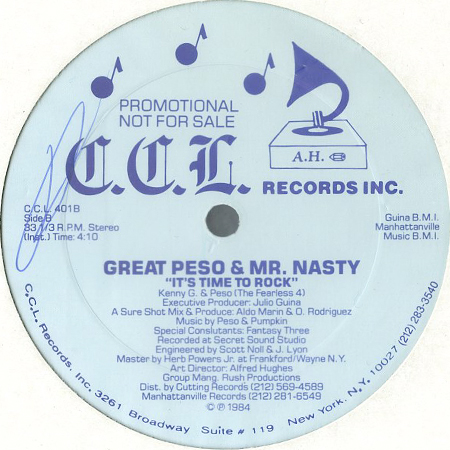 PROMOTIONAL
NOT FOR SALE
A.H.
C.C.L. RECORDS INC.
C.C.L. 401B
Side B
33 1/3 R.P.M. Stereo
(Inst.) Time: 4:10
Guina B.M.I.
Manhattanville
Music B.M.I.
GREAT PESO & MR. NASTY
"IT'S TIME TO ROCK"
Kenny G. & Peso (The Fearless 4)
Executive Producer: Julio Guina
A Sure Shot Mix & Produce: Aldo Marin & O. Rodriguez
Music by Peso & Pumpkin
Special Conslutants: Fantasy Three
Recorded at Secret Sound Studio
Engineered by Scott Noll & J. Lyon
Master by Herb Powers Jr. at Frankford/Wayne N.Y.
Art Director: Alfred Hughes
Group Mang. Rush Productions
Dist. by Cutting Records (212) 569-4589
Manhattanville Records (212) 281-6549
© ℗ 1984
C.C.L. Records, Inc. 3261 Broadway Suite # 119 New York, N.Y. 10027 (212) 283-3540